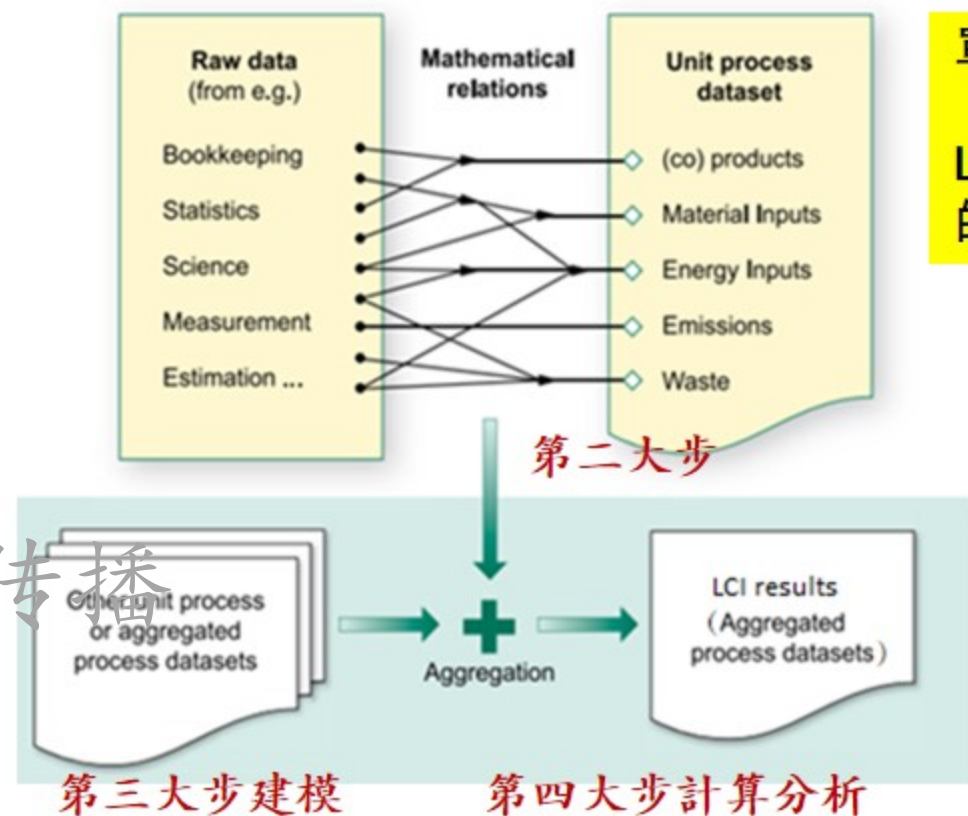 Raw data
(from e.g.)
Bookkeeping
Statistics
Science
Measurement
Estimation ...
Mathematical
relations
Unit process
dataset
(co) products
Material Inputs
Energy Inputs
Emissions
Waste
L
的
第二大步
传播
Other unit process
or aggregated
process datasets
Aggregation
LCI results
(Aggregated
process datasets)
第三大步建模
第四大步計算分析